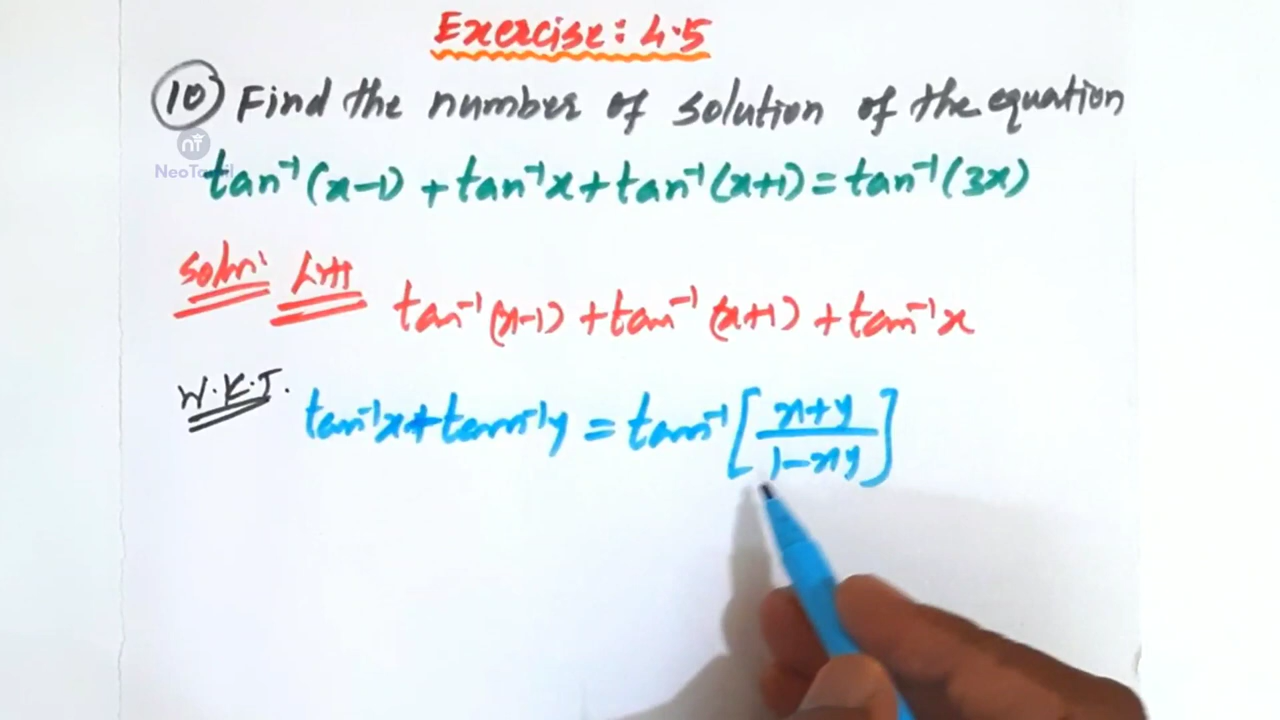 Exercise: 4.5
(10) Find the number of solution of the equation
NeoTamil
tan⁻¹(x-1) + tan⁻¹x + tan⁻¹(x+1) = tan⁻¹(3x)
Soln: LHS
tan⁻¹(x-1) + tan⁻¹(x+1) + tan⁻¹x
W.K.T. tan⁻¹x + tan⁻¹y = tan⁻¹[(x+y)/(1-xy)]